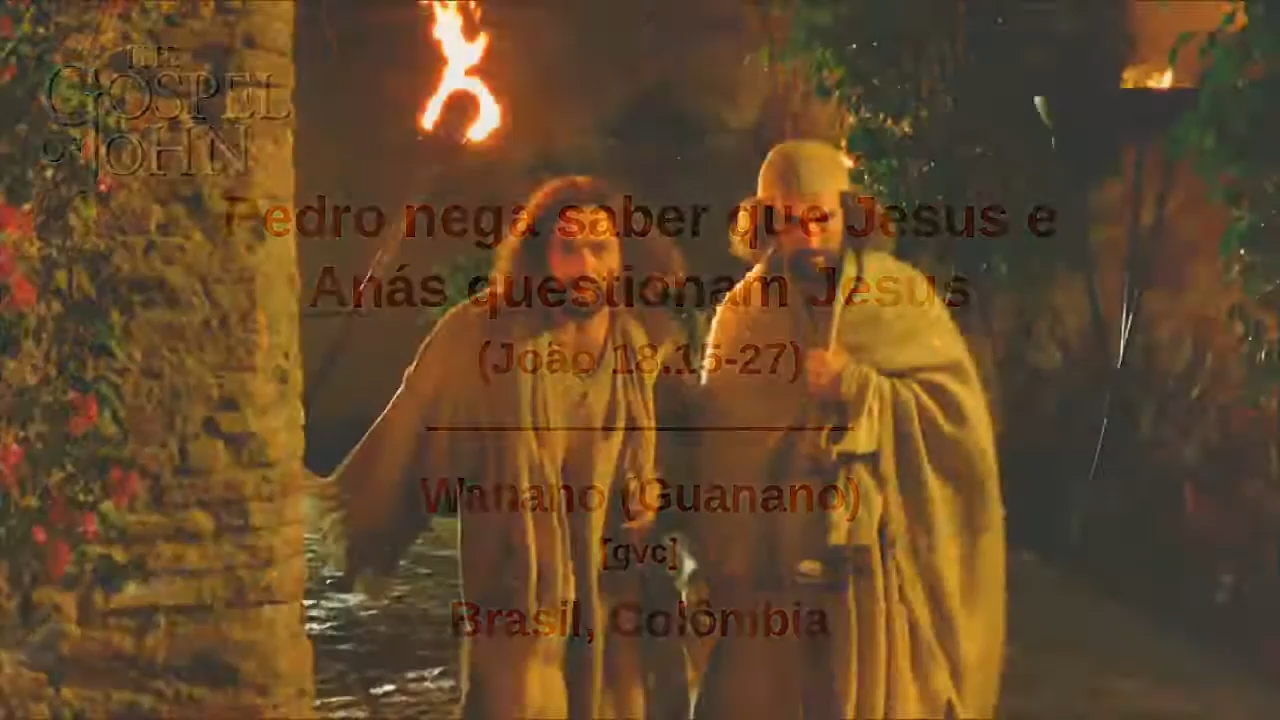 THE
GOSPEL
OF JOHN
Pedro nega saber que Jesus e
Anás questionam Jesus
(João 18.15-27)
Wanano (Guanano)
[gvc]
Brasil, Colômbia